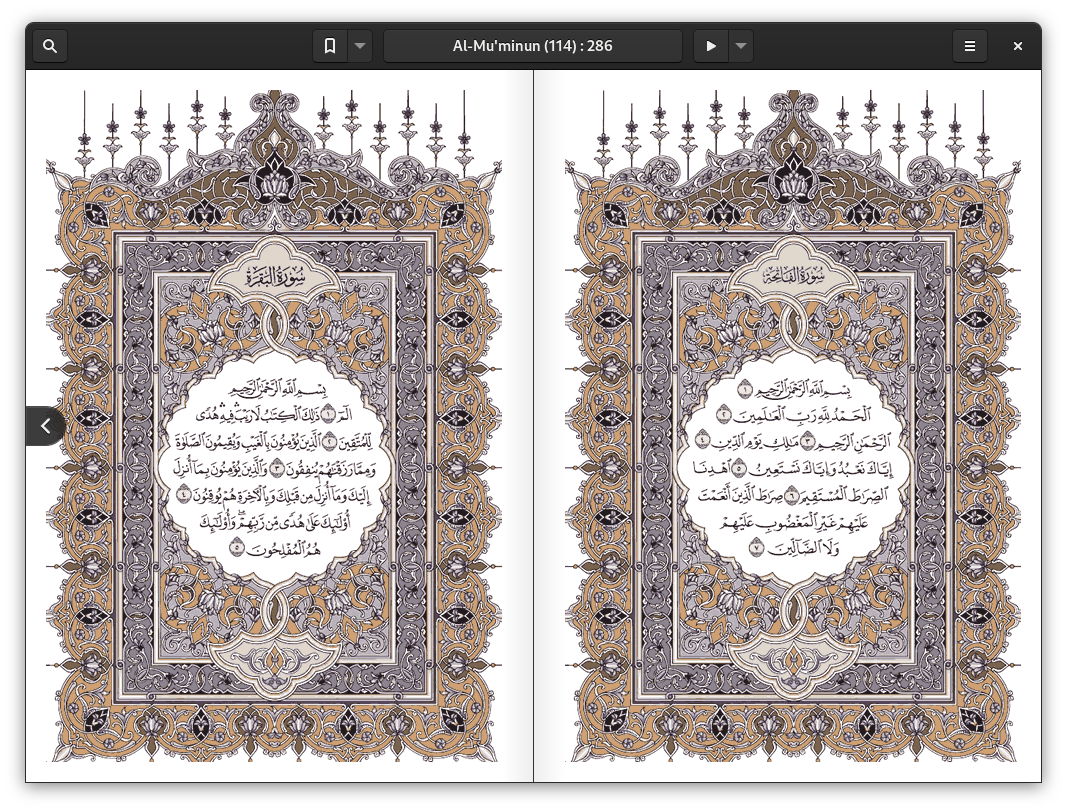 Al-Mu'minun (114) : 286
سُورَةُ الفَاتِحَةِ
بِسْمِ ٱللَّهِ ٱلرَّحْمَٰنِ ٱلرَّحِيمِ ١
ٱلْحَمْدُ لِلَّهِ رَبِّ ٱلْعَٰلَمِينَ ٢
ٱلرَّحْمَٰنِ ٱلرَّحِيمِ ٣ مَٰلِكِ يَوْمِ ٱلدِّينِ ٤
إِيَّاكَ نَعْبُدُ وَإِيَّاكَ نَسْتَعِينُ ٥ ٱهْدِنَا
ٱلصِّرَٰطَ ٱلْمُسْتَقِيمَ ٦ صِرَٰطَ ٱلَّذِينَ أَنْعَمْتَ
عَلَيْهِمْ غَيْرِ ٱلْمَغْضُوبِ عَلَيْهِمْ
وَلَا ٱلضَّآلِّينَ ٧
سُورَةُ البَقَرَةِ
بِسْمِ ٱللَّهِ ٱلرَّحْمَٰنِ ٱلرَّحِيمِ
الٓمٓ ١ ذَٰلِكَ ٱلْكِتَٰبُ لَا رَيْبَ ۛ فِيهِ ۛ هُدًى
لِّلْمُتَّقِينَ ٢ ٱلَّذِينَ يُؤْمِنُونَ بِٱلْغَيْبِ وَيُقِيمُونَ ٱلصَّلَوٰةَ
وَمِمَّا رَزَقْنَٰهُمْ يُنفِقُونَ ٣ وَٱلَّذِينَ يُؤْمِنُونَ بِمَآ أُنزِلَ
إِلَيْكَ وَمَآ أُنزِلَ مِن قَبْلِكَ وَبِٱلْءَاخِرَةِ هُمْ يُوقِنُونَ ٤
أُو۟لَٰٓئِكَ عَلَىٰ هُدًى مِّن رَّبِّهِمْ ۖ وَأُو۟لَٰٓئِكَ
هُمُ ٱلْمُفْلِحُونَ ٥